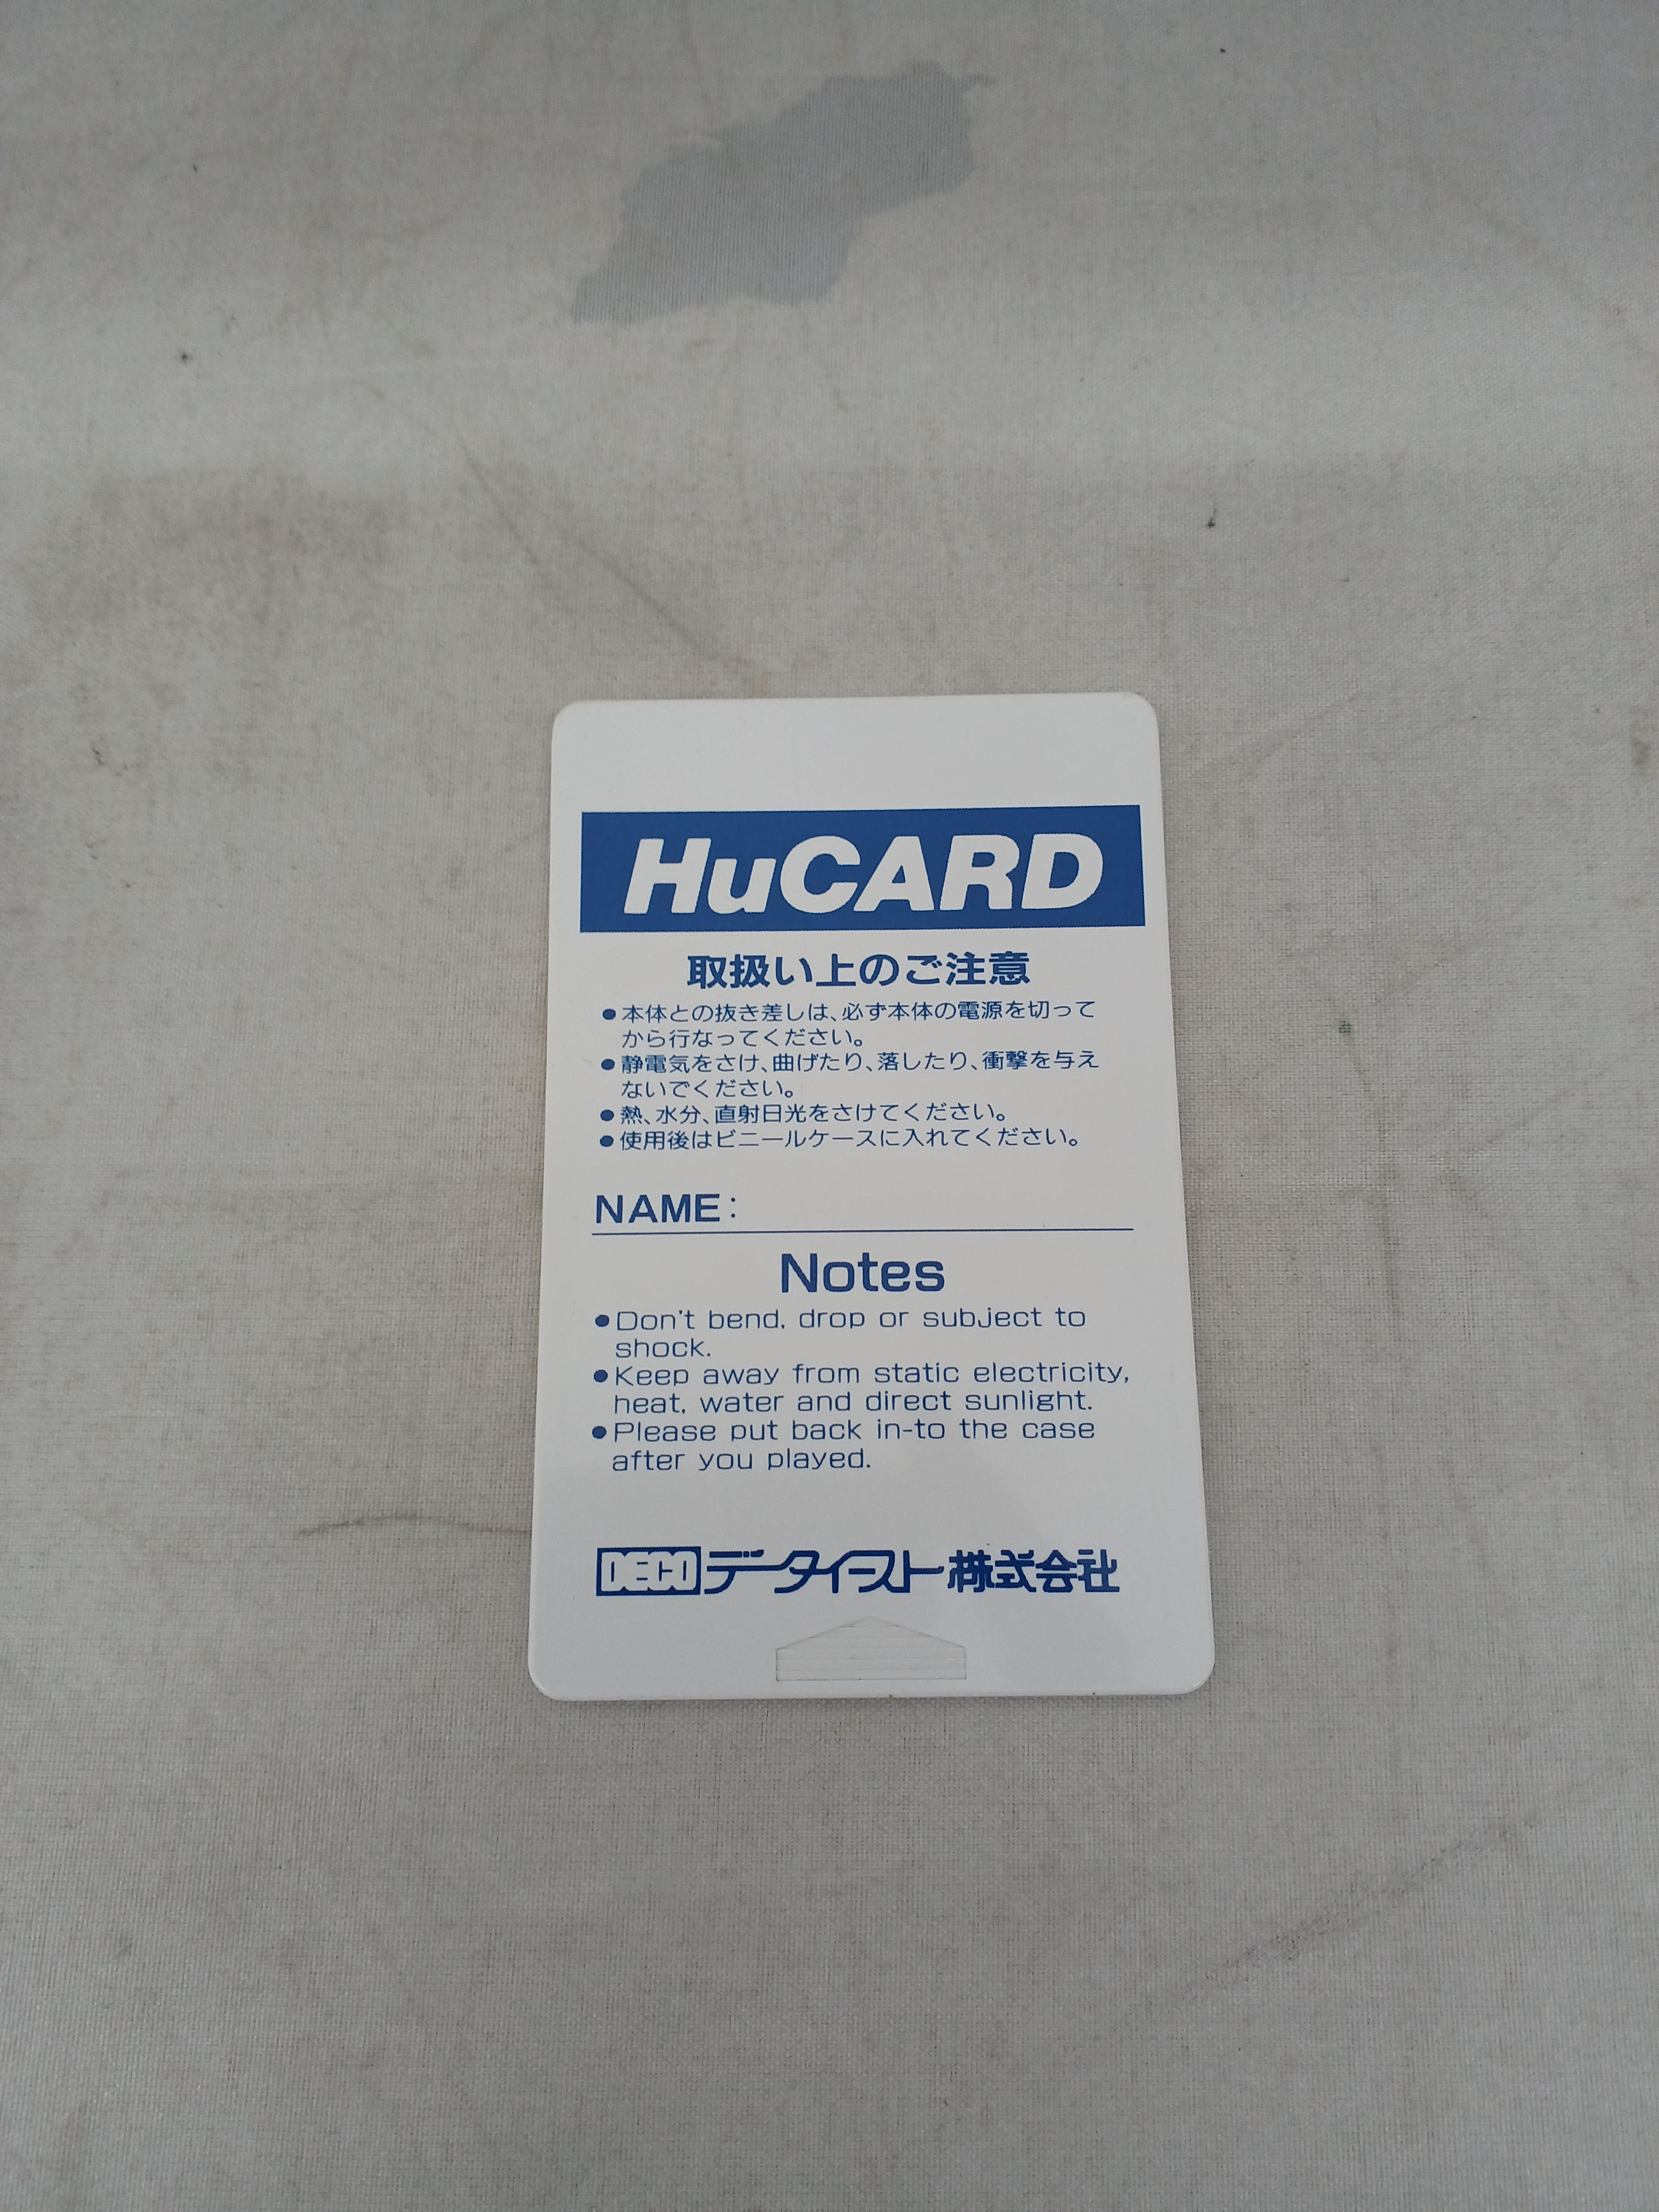 HuCARD
取扱い上のご注意
●本体との抜き差しは、必ず本体の電源を切って
から行なってください。
●静電気をさけ、曲げたり、落したり、衝撃を与え
ないでください。
●熱、水分、直射日光をさけてください。
●使用後はビニールケースに入れてください。
NAME:
Notes
●Don't bend, drop or subject to
shock.
●Keep away from static electricity,
heat, water and direct sunlight.
●Please put back in-to the case
after you played.
DECO データイースト株式会社